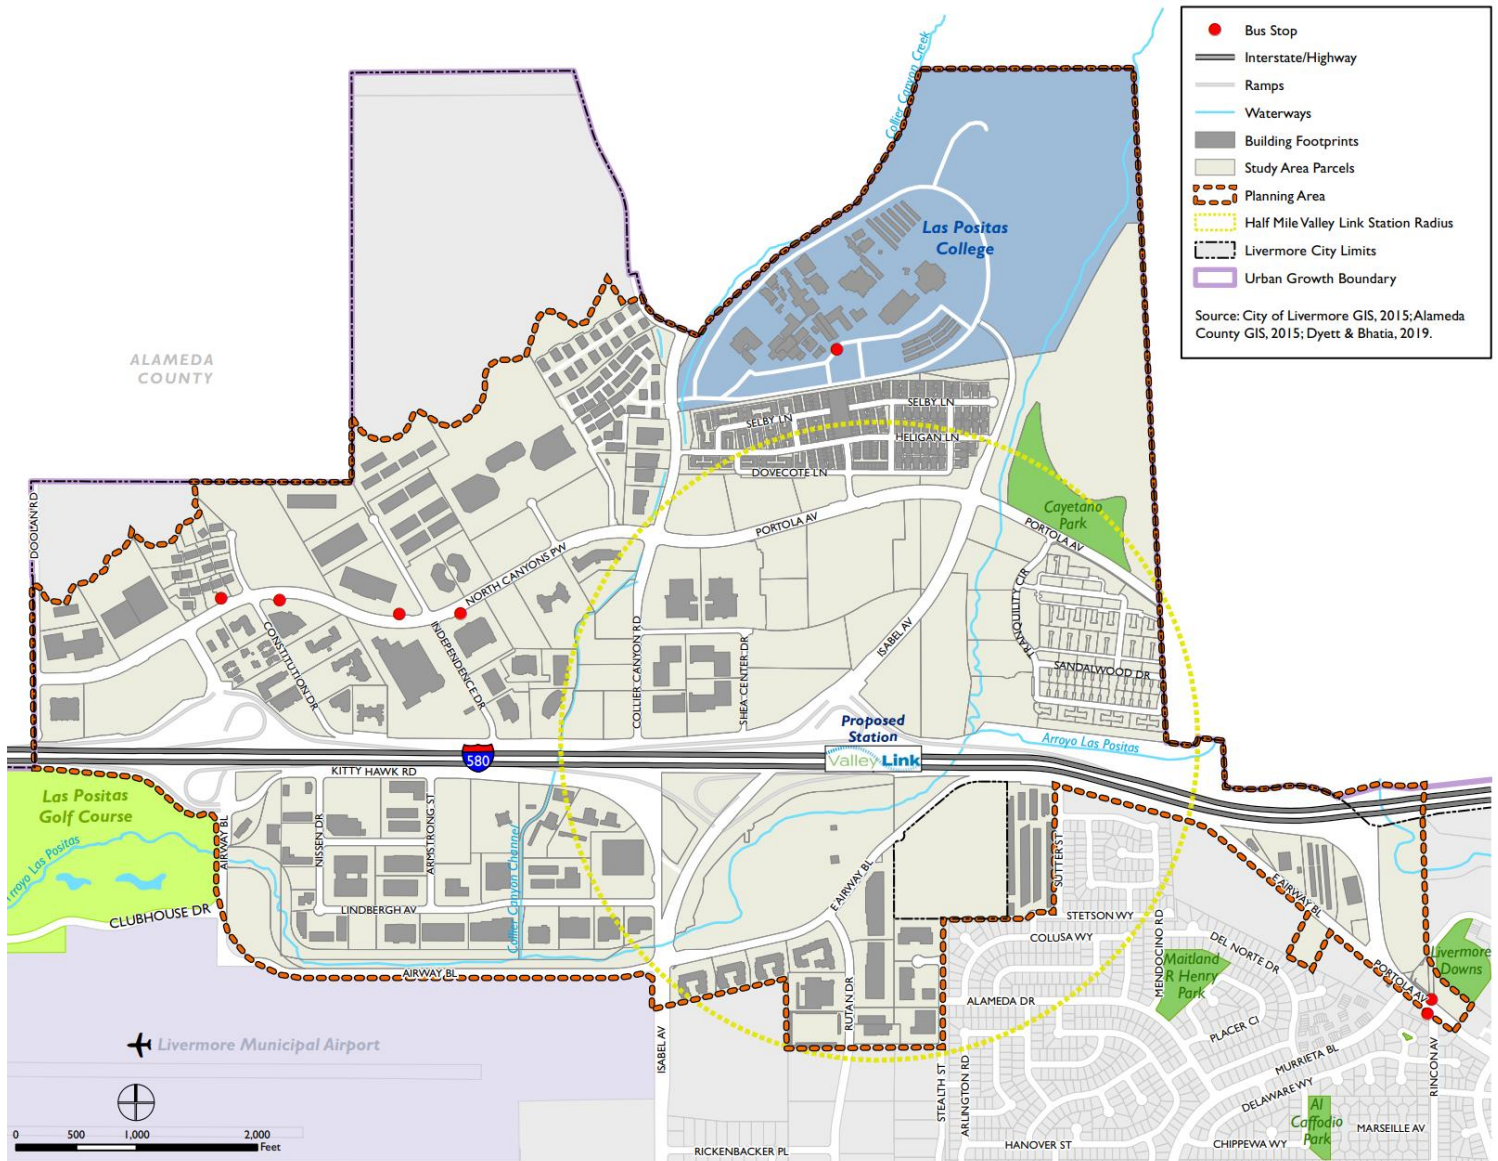 Bus Stop
Interstate/Highway
Ramps
Waterways
Building Footprints
Study Area Parcels
Planning Area
Half Mile Valley Link Station Radius
Livermore City Limits
Urban Growth Boundary
Source: City of Livermore GIS, 2015; Alameda
County GIS, 2015; Dyett & Bhatia, 2019.
Collier Canyon Creek
Las Positas
College
ALAMEDA
COUNTY
SELBY LN
SELBY LN
HELIGAN LN
DOVECOTE LN
DOOLAN RD
PORTOLA AV
Cayetano
Park
PORTOLA AV
NORTH CANYONS PW
TRANQUILITY CIR
CONSTITUTION DR
INDEPENDENCE DR
COLLIER CANYON RD
SHEA CENTER DR
ISABEL AV
SANDALWOOD DR
Proposed
Station
Valley Link
Arroyo Las Positas
580
KITTY HAWK RD
Las Positas
Golf Course
Arroyo Las Positas
AIRWAY BL
NISSEN DR
ARMSTRONG ST
Collier Canyon Channel
LINDBERGH AV
CLUBHOUSE DR
AIRWAY BL
E AIRWAY BL
SUTTER ST
STETSON WY
COLUSA WY
MENDOCINO RD
DEL NORTE DR
E AIRWAY BL
Maitland
R Henry
Park
Livermore
Downs
PORTOLA AV
ALAMEDA DR
RUTAN DR
PLACER CI
MURRIETA BL
DELAWARE WY
RINCON AV
Livermore Municipal Airport
ISABEL AV
STEALTH ST
ARLINGTON RD
Al
Caffodio
Park
MARSEILLE AV
HANOVER ST
CHIPPEWA WY
RICKENBACKER PL
0 500 1,000 2,000
Feet